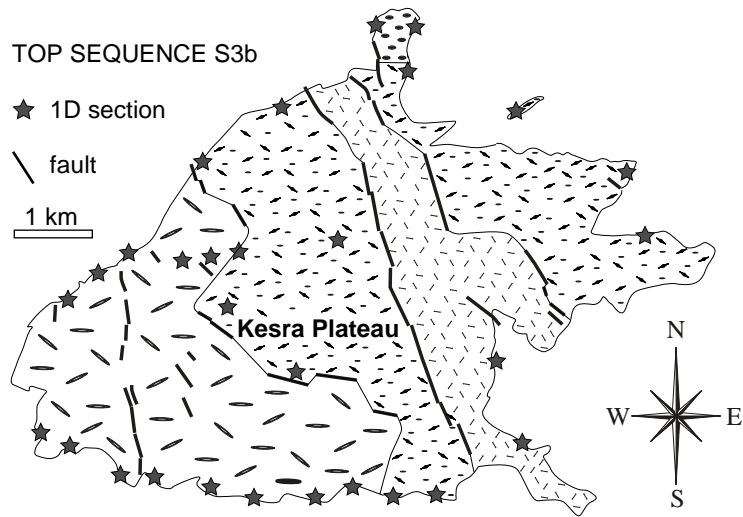 TOP SEQUENCE S3b
1D section
fault
1 km
Kesra Plateau
N
W
E
S